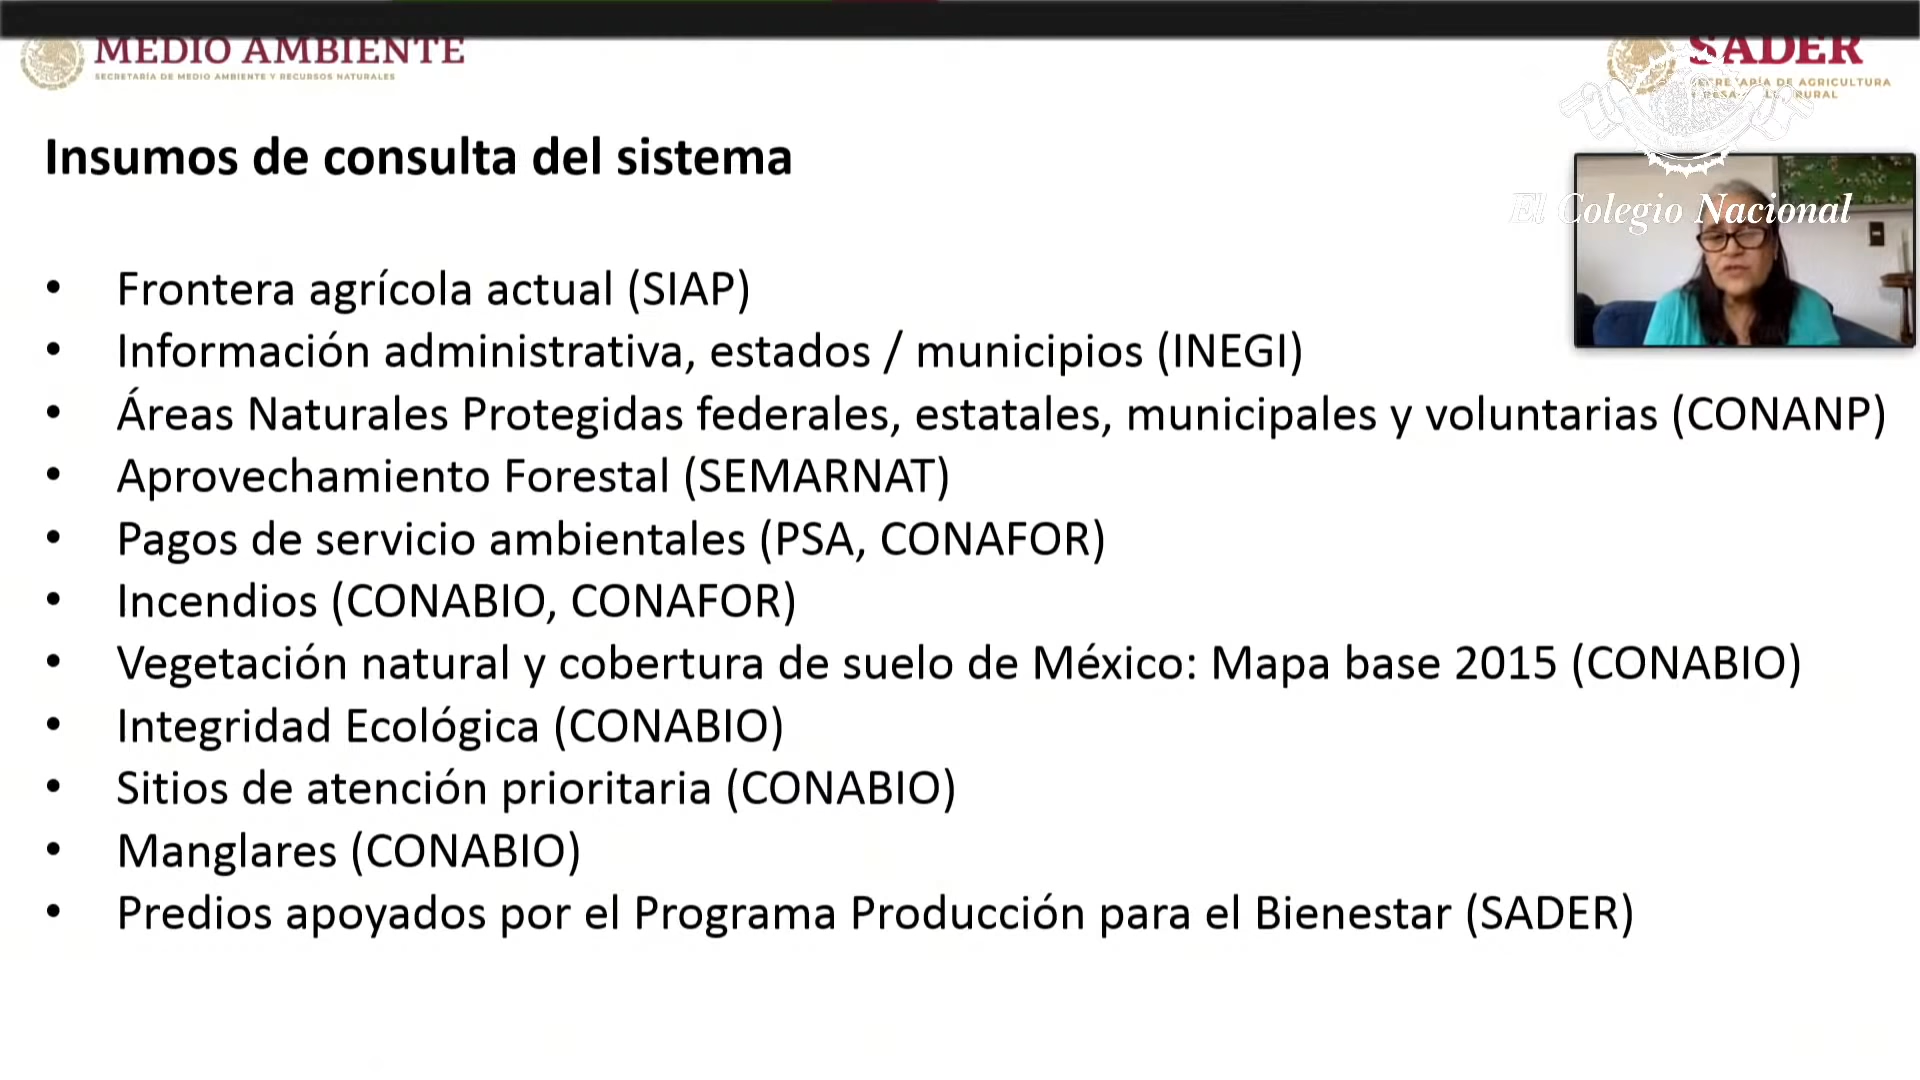 MEDIO AMBIENTE
SECRETARÍA DE MEDIO AMBIENTE Y RECURSOS NATURALES
SADER
SECRETARÍA DE AGRICULTURA
RURAL
El Colegio Nacional
Insumos de consulta del sistema
• Frontera agrícola actual (SIAP)
• Información administrativa, estados / municipios (INEGI)
• Áreas Naturales Protegidas federales, estatales, municipales y voluntarias (CONANP)
• Aprovechamiento Forestal (SEMARNAT)
• Pagos de servicio ambientales (PSA, CONAFOR)
• Incendios (CONABIO, CONAFOR)
• Vegetación natural y cobertura de suelo de México: Mapa base 2015 (CONABIO)
• Integridad Ecológica (CONABIO)
• Sitios de atención prioritaria (CONABIO)
• Manglares (CONABIO)
• Predios apoyados por el Programa Producción para el Bienestar (SADER)